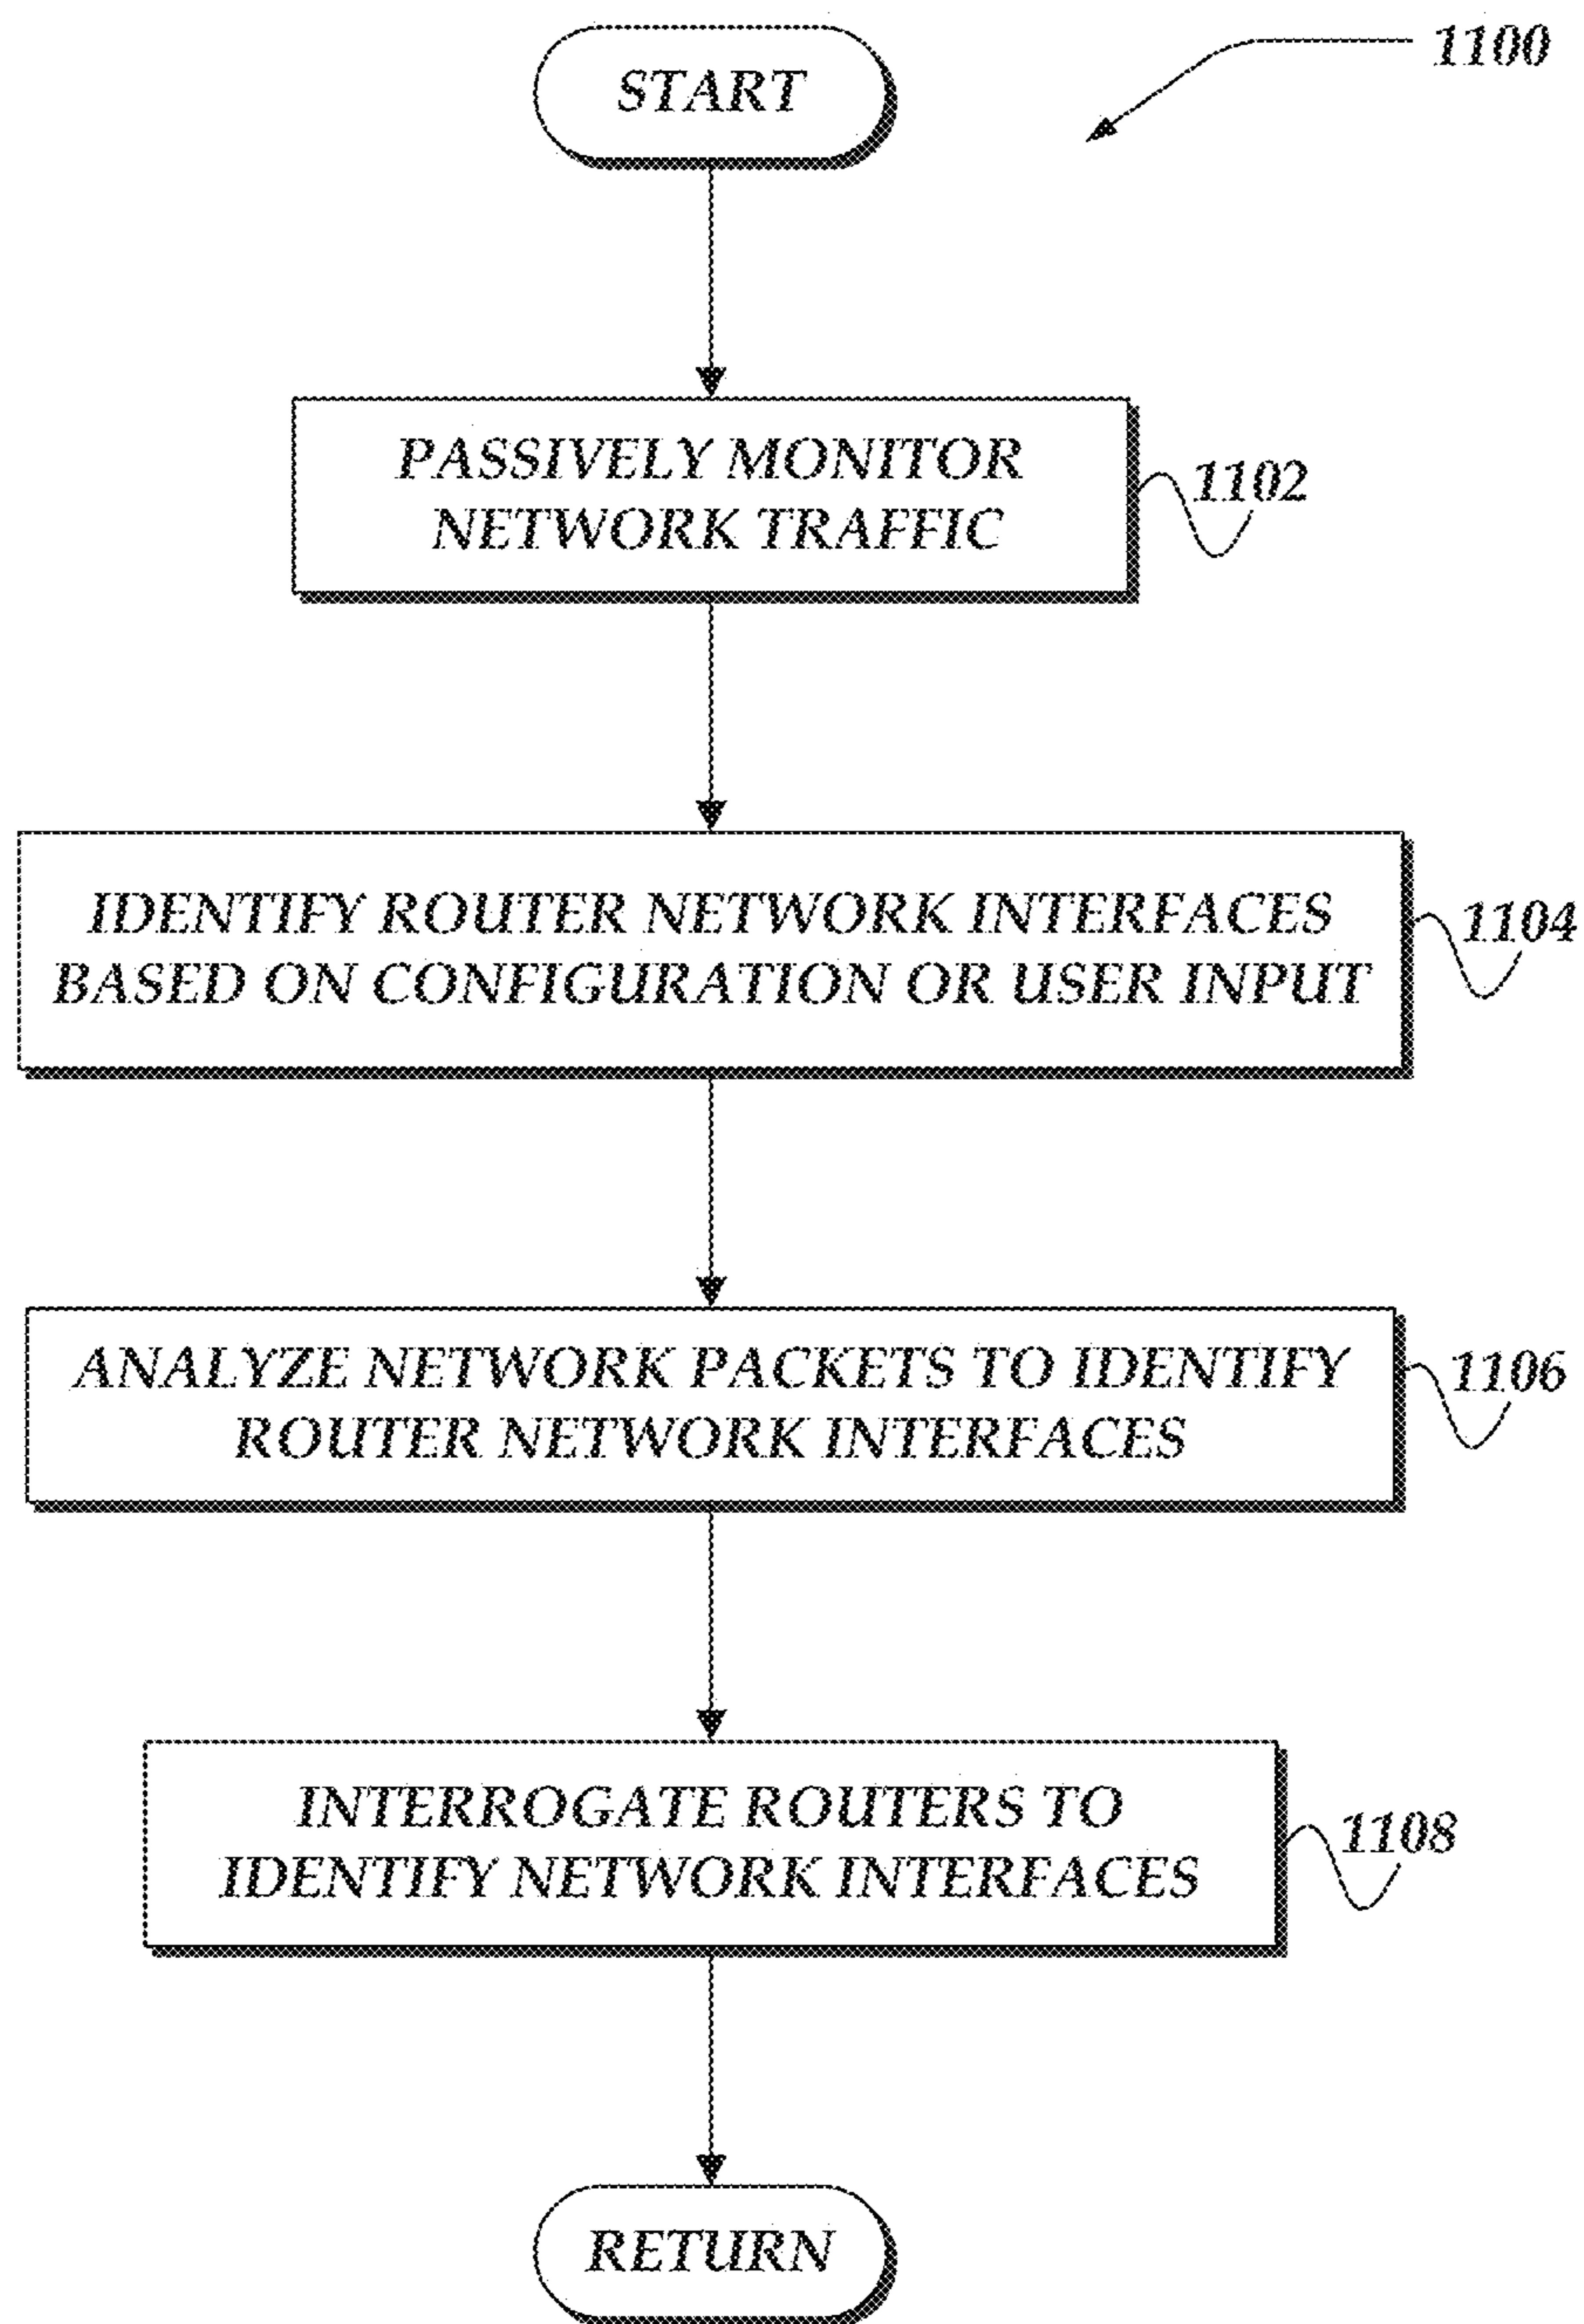 START
1100
PASSIVELY MONITOR
NETWORK TRAFFIC
1102
IDENTIFY ROUTER NETWORK INTERFACES
BASED ON CONFIGURATION OR USER INPUT
1104
ANALYZE NETWORK PACKETS TO IDENTIFY
ROUTER NETWORK INTERFACES
1106
INTERROGATE ROUTERS TO
IDENTIFY NETWORK INTERFACES
1108
RETURN